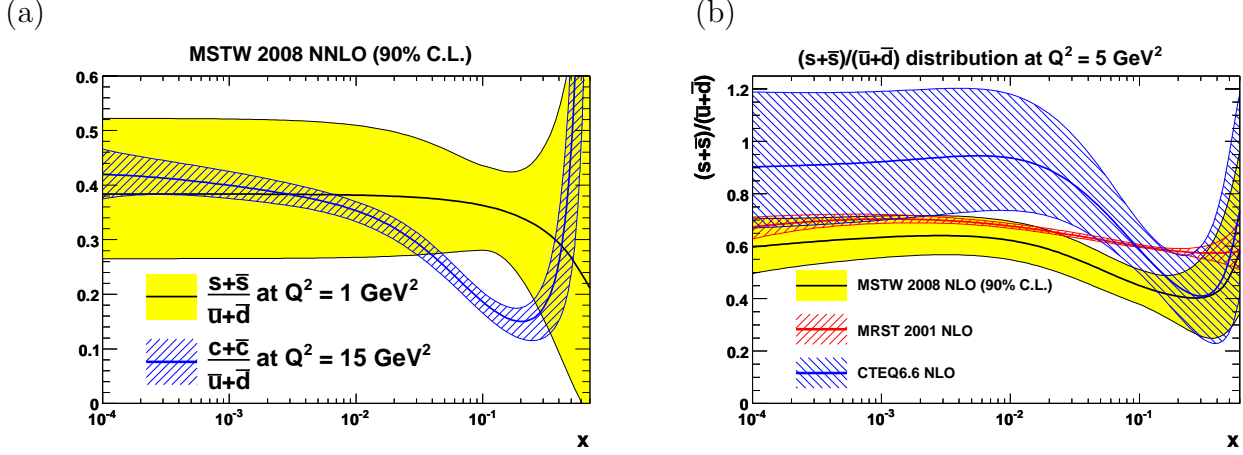 (a)
MSTW 2008 NNLO (90% C.L.)
0.6
0.5
0.4
0.3
0.2
0.1
0
s+s̅
u̅+d̅
at Q² = 1 GeV²
c+c̅
u̅+d̅
at Q² = 15 GeV²
10⁻⁴
10⁻³
10⁻²
10⁻¹
x
(b)
(s+s̅)/(u̅+d̅) distribution at Q² = 5 GeV²
(s+s̅)/(u̅+d̅)
1.2
1
0.8
0.6
0.4
0.2
0
MSTW 2008 NLO (90% C.L.)
MRST 2001 NLO
CTEQ6.6 NLO
10⁻⁴
10⁻³
10⁻²
10⁻¹
x